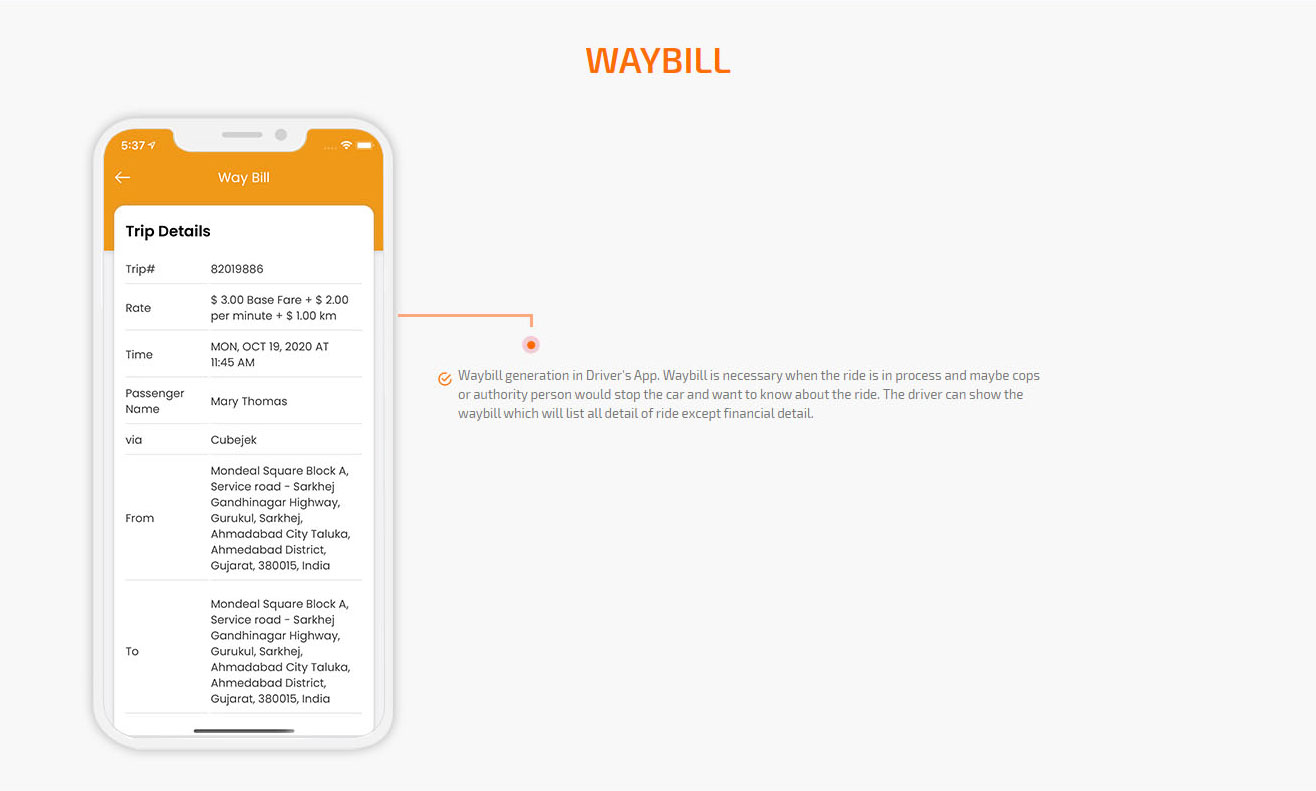 WAYBILL
5:37
Way Bill
Trip Details
Trip# 82019886
Rate $ 3.00 Base Fare + $ 2.00
per minute + $ 1.00 km
Time MON, OCT 19, 2020 AT
11:45 AM
Passenger
Name Mary Thomas
via Cubejek
From Mondeal Square Block A,
Service road - Sarkhej
Gandhinagar Highway,
Gurukul, Sarkhej,
Ahmadabad City Taluka,
Ahmedabad District,
Gujarat, 380015, India
To Mondeal Square Block A,
Service road - Sarkhej
Gandhinagar Highway,
Gurukul, Sarkhej,
Ahmadabad City Taluka,
Ahmedabad District,
Gujarat, 380015, India
Waybill generation in Driver's App. Waybill is necessary when the ride is in process and maybe cops
or authority person would stop the car and want to know about the ride. The driver can show the
waybill which will list all detail of ride except financial detail.